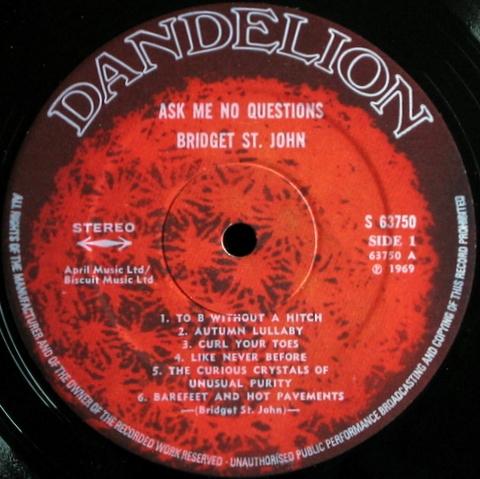 DANDELION
ASK ME NO QUESTIONS
BRIDGET ST. JOHN
STEREO
April Music Ltd/
Biscuit Music Ltd
S 63750
SIDE 1
63750 A
Ⓟ 1969
1. TO B WITHOUT A HITCH
2. AUTUMN LULLABY
3. CURL YOUR TOES
4. LIKE NEVER BEFORE
5. THE CURIOUS CRYSTALS OF
UNUSUAL PURITY
6. BAREFEET AND HOT PAVEMENTS
—(Bridget St. John)—
ALL RIGHTS OF THE MANUFACTURER AND OF THE OWNER OF THE RECORDED WORK RESERVED - UNAUTHORISED PUBLIC PERFORMANCE BROADCASTING AND COPYING OF THIS RECORD PROHIBITED